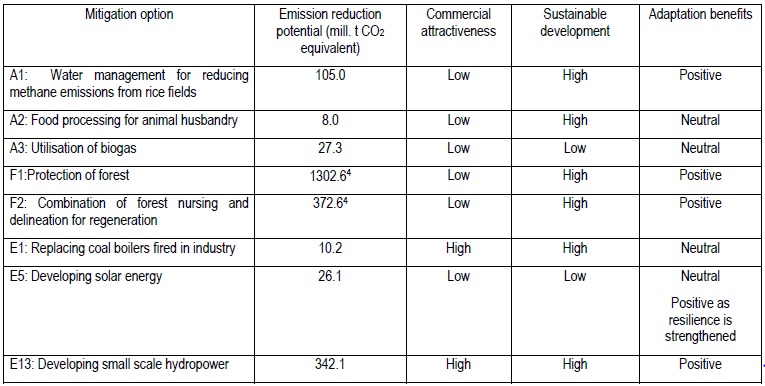 Mitigation option Emission reduction Commercial Sustainable Adaptation benefits
potential (mill. t CO2 attractiveness development
equivalent)
A1: Water management for reducing 105.0 Low High Positive
methane emissions from rice fields
A2: Food processing for animal husbandry 8.0 Low High Neutral
A3: Utilisation of biogas 27.3 Low Low Neutral
F1:Protection of forest 1302.6⁴ Low High Positive
F2: Combination of forest nursing and 372.6⁴ Low High Positive
delineation for regeneration
E1: Replacing coal boilers fired in industry 10.2 High High Neutral
E5: Developing solar energy 26.1 Low Low Neutral
Positive as
resilience is
strengthened
E13: Developing small scale hydropower 342.1 High High Positive